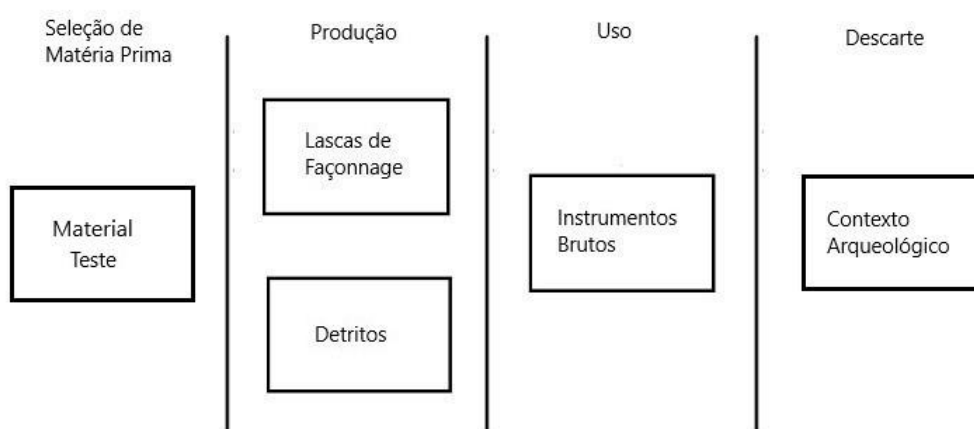 Seleção de
Matéria Prima
Produção
Uso
Descarte
Material
Teste
Lascas de
Façonnage
Detritos
Instrumentos
Brutos
Contexto
Arqueológico